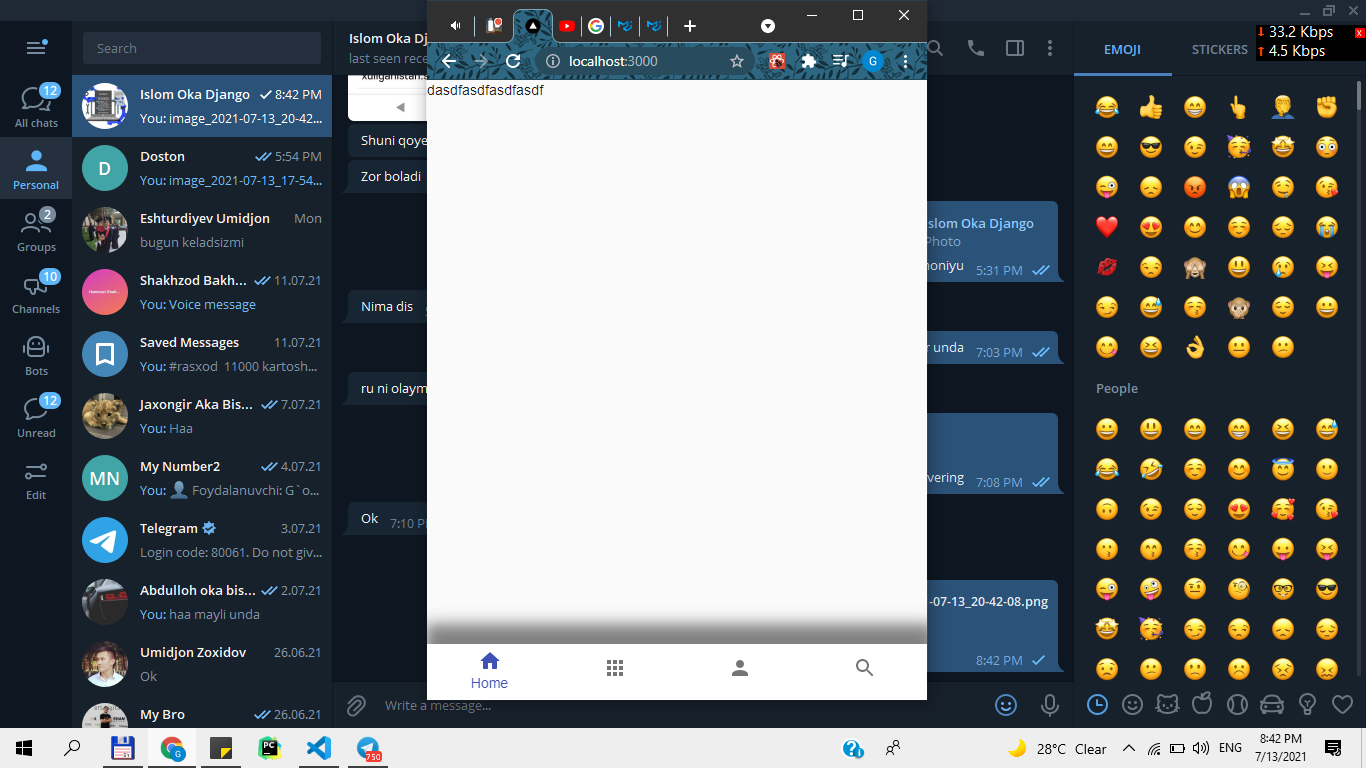 Search
12
All chats
Personal
2
Groups
10
Channels
Bots
12
Unread
Edit
Islom Oka Django 8:42 PM
You: image_2021-07-13_20-42...
D
Doston 5:54 PM
You: image_2021-07-13_17-54...
Eshturdiyev Umidjon Mon
bugun keladsizmi
Shakhzod Bakh... 11.07.21
You: Voice message
Saved Messages 11.07.21
You: #rasxod 11000 kartosh...
Jaxongir Aka Bis... 7.07.21
You: Haa
MN
My Number2 4.07.21
You: 👤 Foydalanuvchi: G`o...
Telegram 3.07.21
Login code: 80061. Do not giv...
Abdulloh oka bis... 2.07.21
You: haa mayli unda
Umidjon Zoxidov 26.06.21
Ok
My Bro 26.06.21
Islom Oka Dj
last seen rece
Shuni qoye
Zor boladi
Nima dis
ru ni olaym
Ok 7:10 PM
localhost:3000
G
dasdfasdfasdfasdf
Home
slom Oka Django
Photo
noniyu 5:31 PM
r unda 7:03 PM
vering 7:08 PM
-07-13_20-42-08.png
8:42 PM
Write a message...
EMOJI STICKERS
33.2 Kbps x
4.5 Kbps
People
PC
G
750
28°C Clear
ENG
8:42 PM
7/13/2021